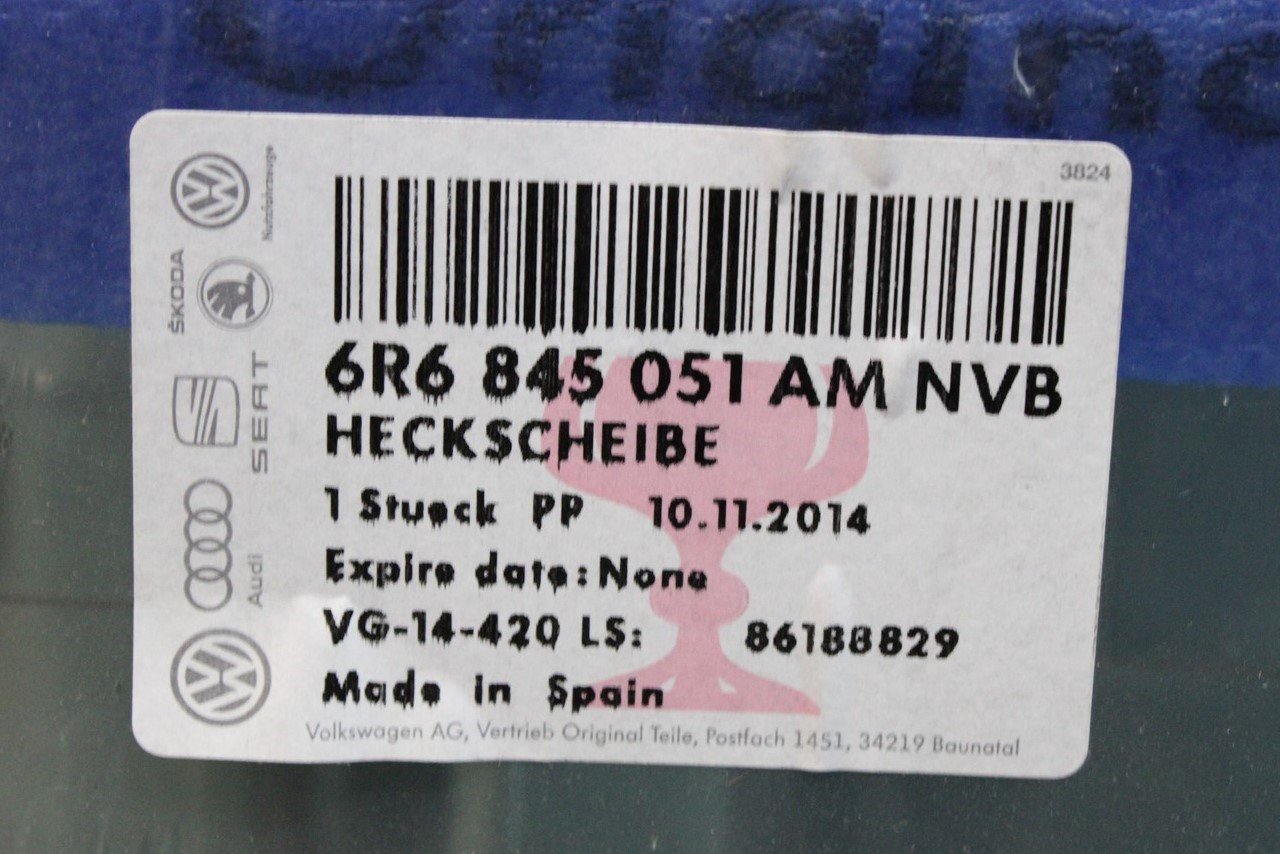 3824
Nutzfahrzeuge
ŠKODA
SEAT
Audi
6R6 845 051 AM NVB
HECKSCHEIBE
1 Stueck PP 10.11.2014
Expire date: None
VG-14-420 LS: 86188829
Made in Spain
Volkswagen AG, Vertrieb Original Teile, Postfach 1451, 34219 Baunatal